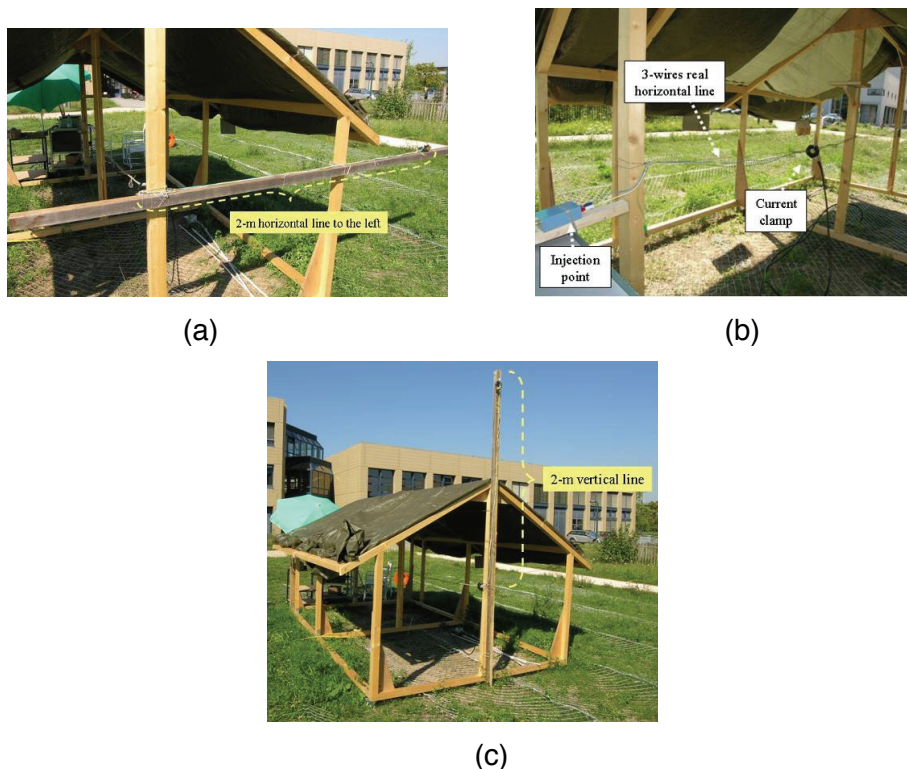 2-m horizontal line to the left
3-wires real
horizontal line
Current
clamp
Injection
point
(a)
(b)
2-m vertical line
(c)